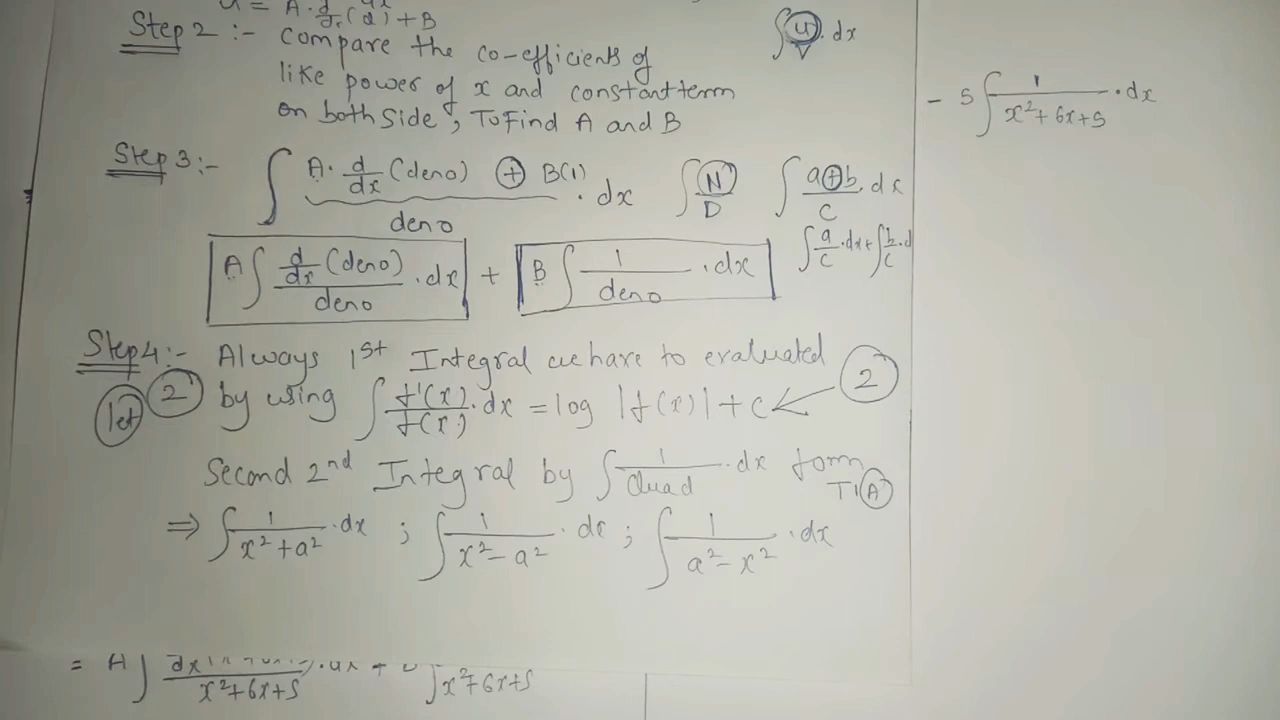 u = A · d/dx (d) + B
Step 2 :- Compare the co-efficients of
like power of x and constant term
on both side, To Find A and B
∫ u · dx
- 5 ∫ 1/(x²+6x+5) · dx
Step 3 :- ∫ (A · d/dx (deno) + B(1))/deno · dx
∫ N/D
∫ (a+b)/c · dx
∫ a/c · dx + ∫ b/c · d
A ∫ (d/dx (deno))/deno · dx + B ∫ 1/deno · dx
Step 4 :- Always 1st Integral we have to evaluated
let 2 by using ∫ f'(x)/f(x) · dx = log |f(x)| + c 2
Second 2nd Integral by ∫ 1/Quad · dx form
T1 A
⇒ ∫ 1/(x²+a²) · dx ; ∫ 1/(x²-a²) · dx ; ∫ 1/(a²-x²) · dx
= A ∫ /(x²+6x+5) · dx + ∫ /x²+6x+5